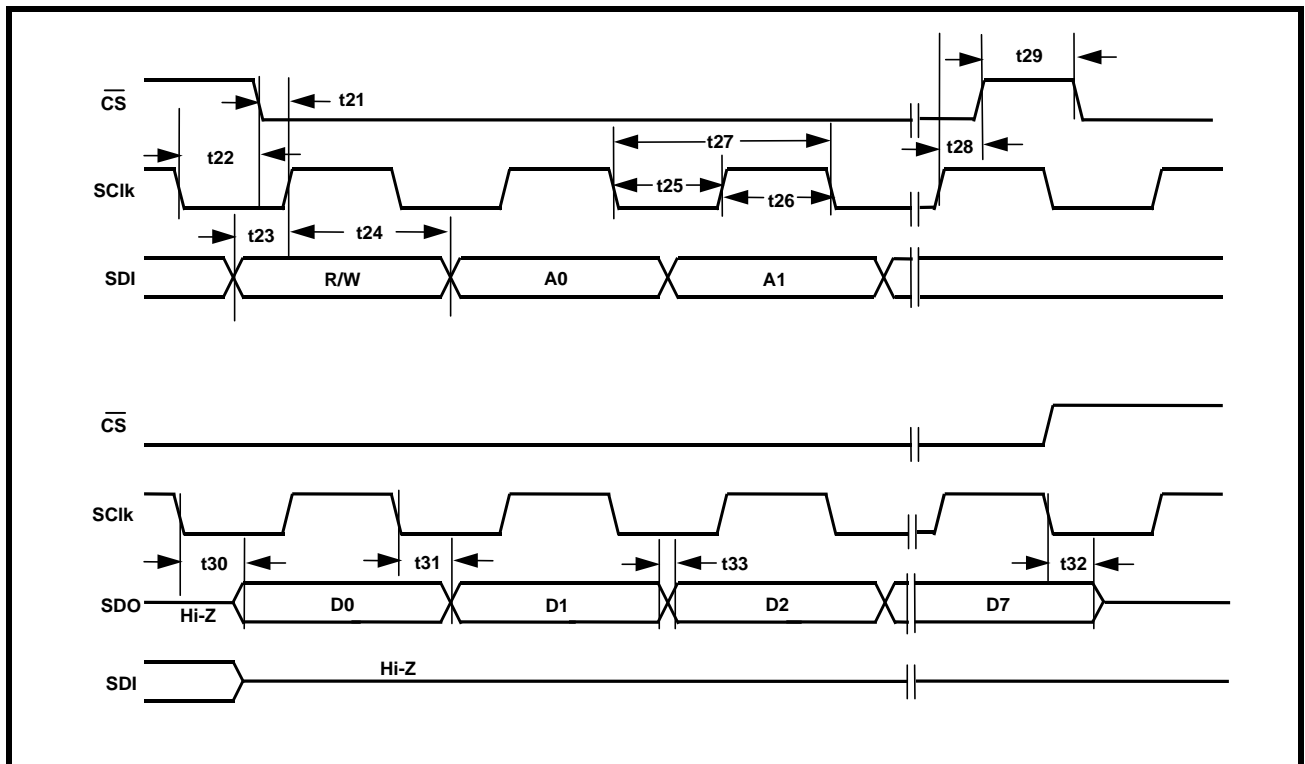 t29
CS
t21
t27
t22
t28
SClk
t25
t26
t23
t24
SDI
R/W
A0
A1
CS
SClk
t30
t31
t33
t32
SDO
Hi-Z
D0
D1
D2
D7
SDI
Hi-Z